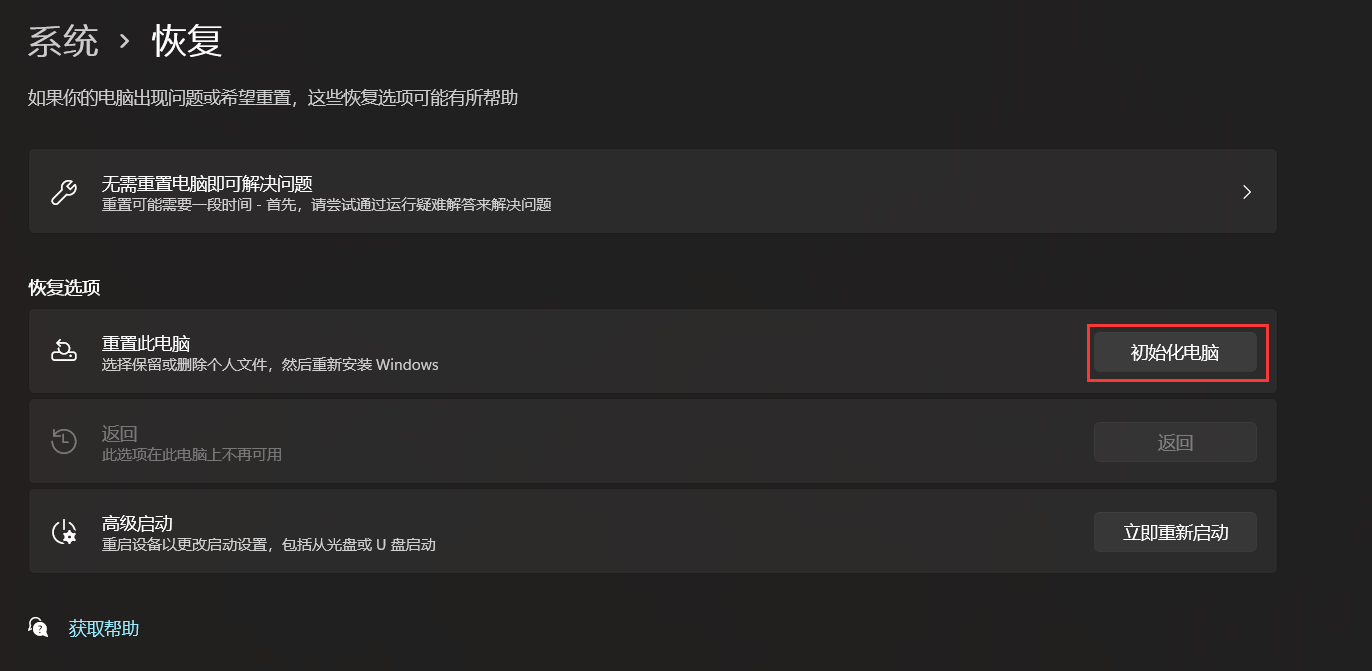 系统 › 恢复
如果你的电脑出现问题或希望重置，这些恢复选项可能有所帮助
无需重置电脑即可解决问题
重置可能需要一段时间 - 首先，请尝试通过运行疑难解答来解决问题
恢复选项
重置此电脑
选择保留或删除个人文件，然后重新安装 Windows
初始化电脑
返回
此选项在此电脑上不再可用
返回
高级启动
重启设备以更改启动设置，包括从光盘或 U 盘启动
立即重新启动
获取帮助